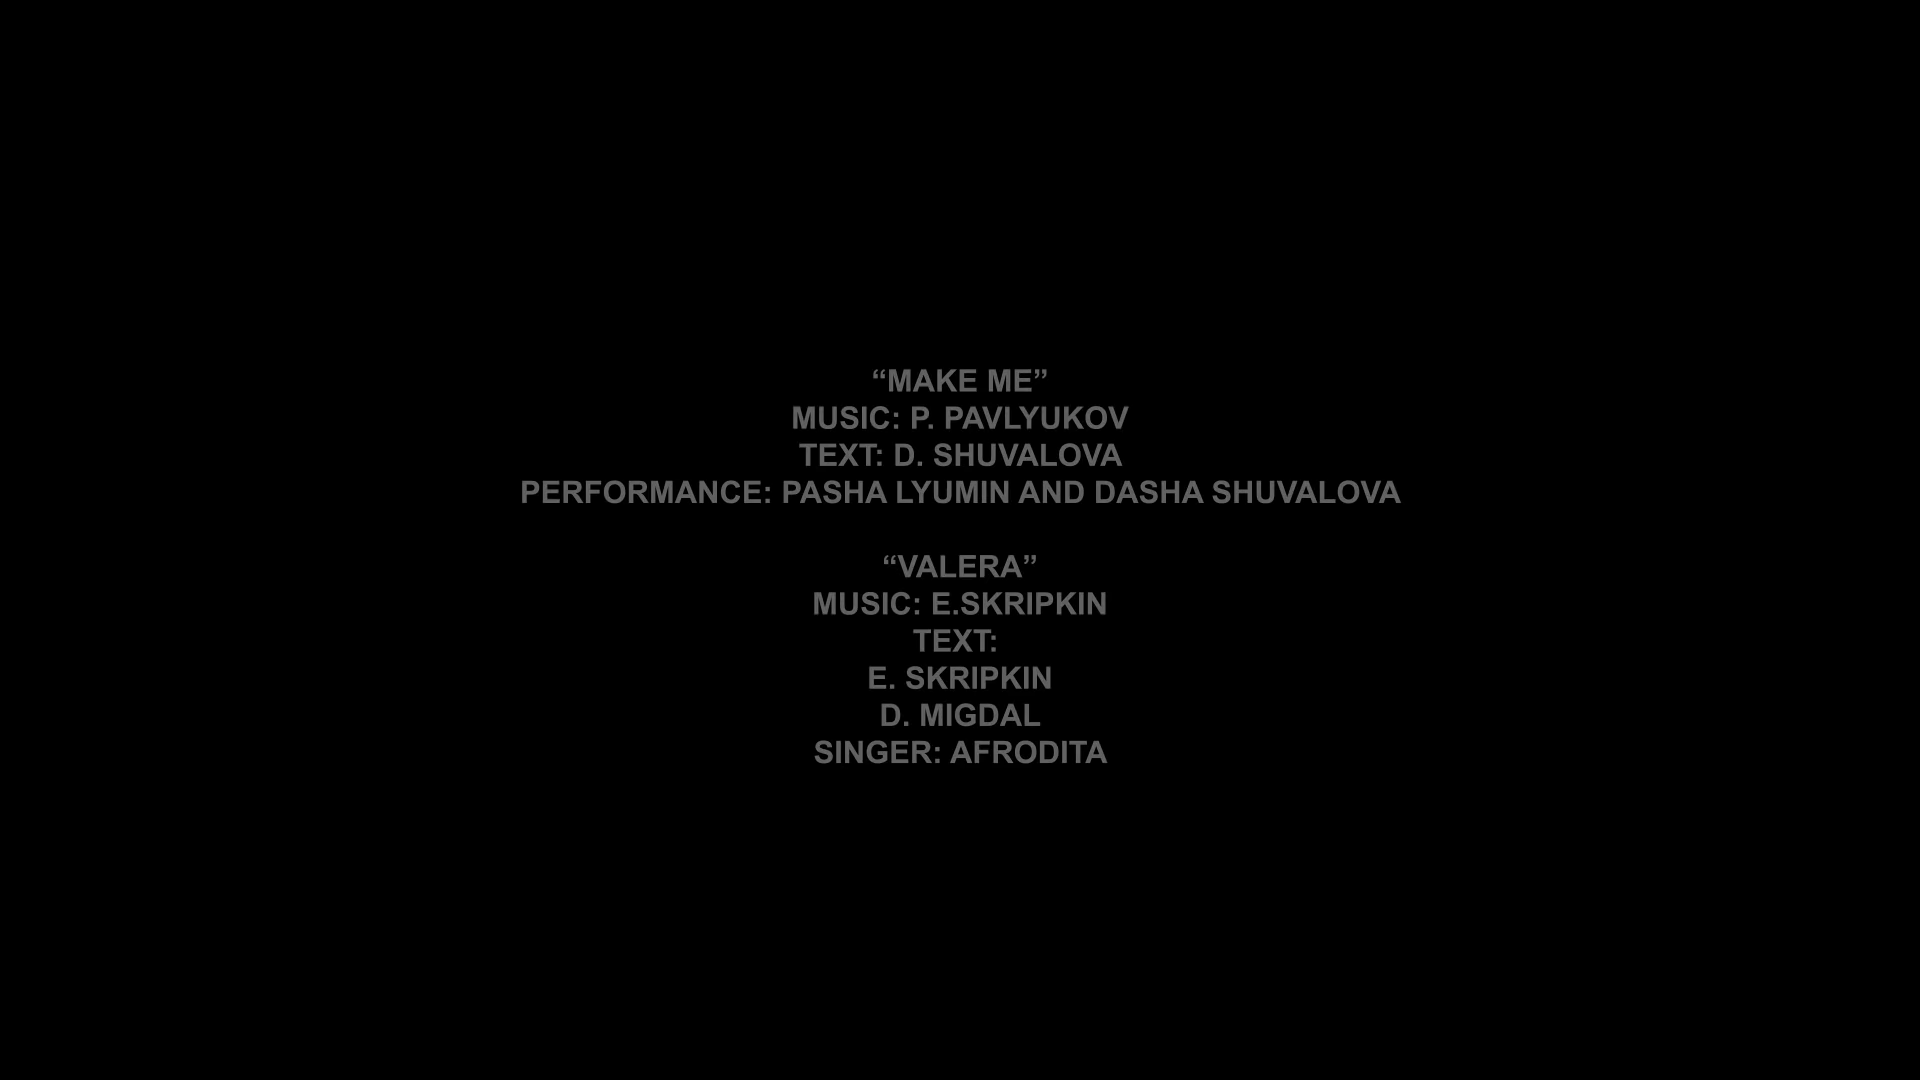 “MAKE ME”
MUSIC: P. PAVLYUKOV
TEXT: D. SHUVALOVA
PERFORMANCE: PASHA LYUMIN AND DASHA SHUVALOVA
“VALERA”
MUSIC: E.SKRIPKIN
TEXT:
E. SKRIPKIN
D. MIGDAL
SINGER: AFRODITA